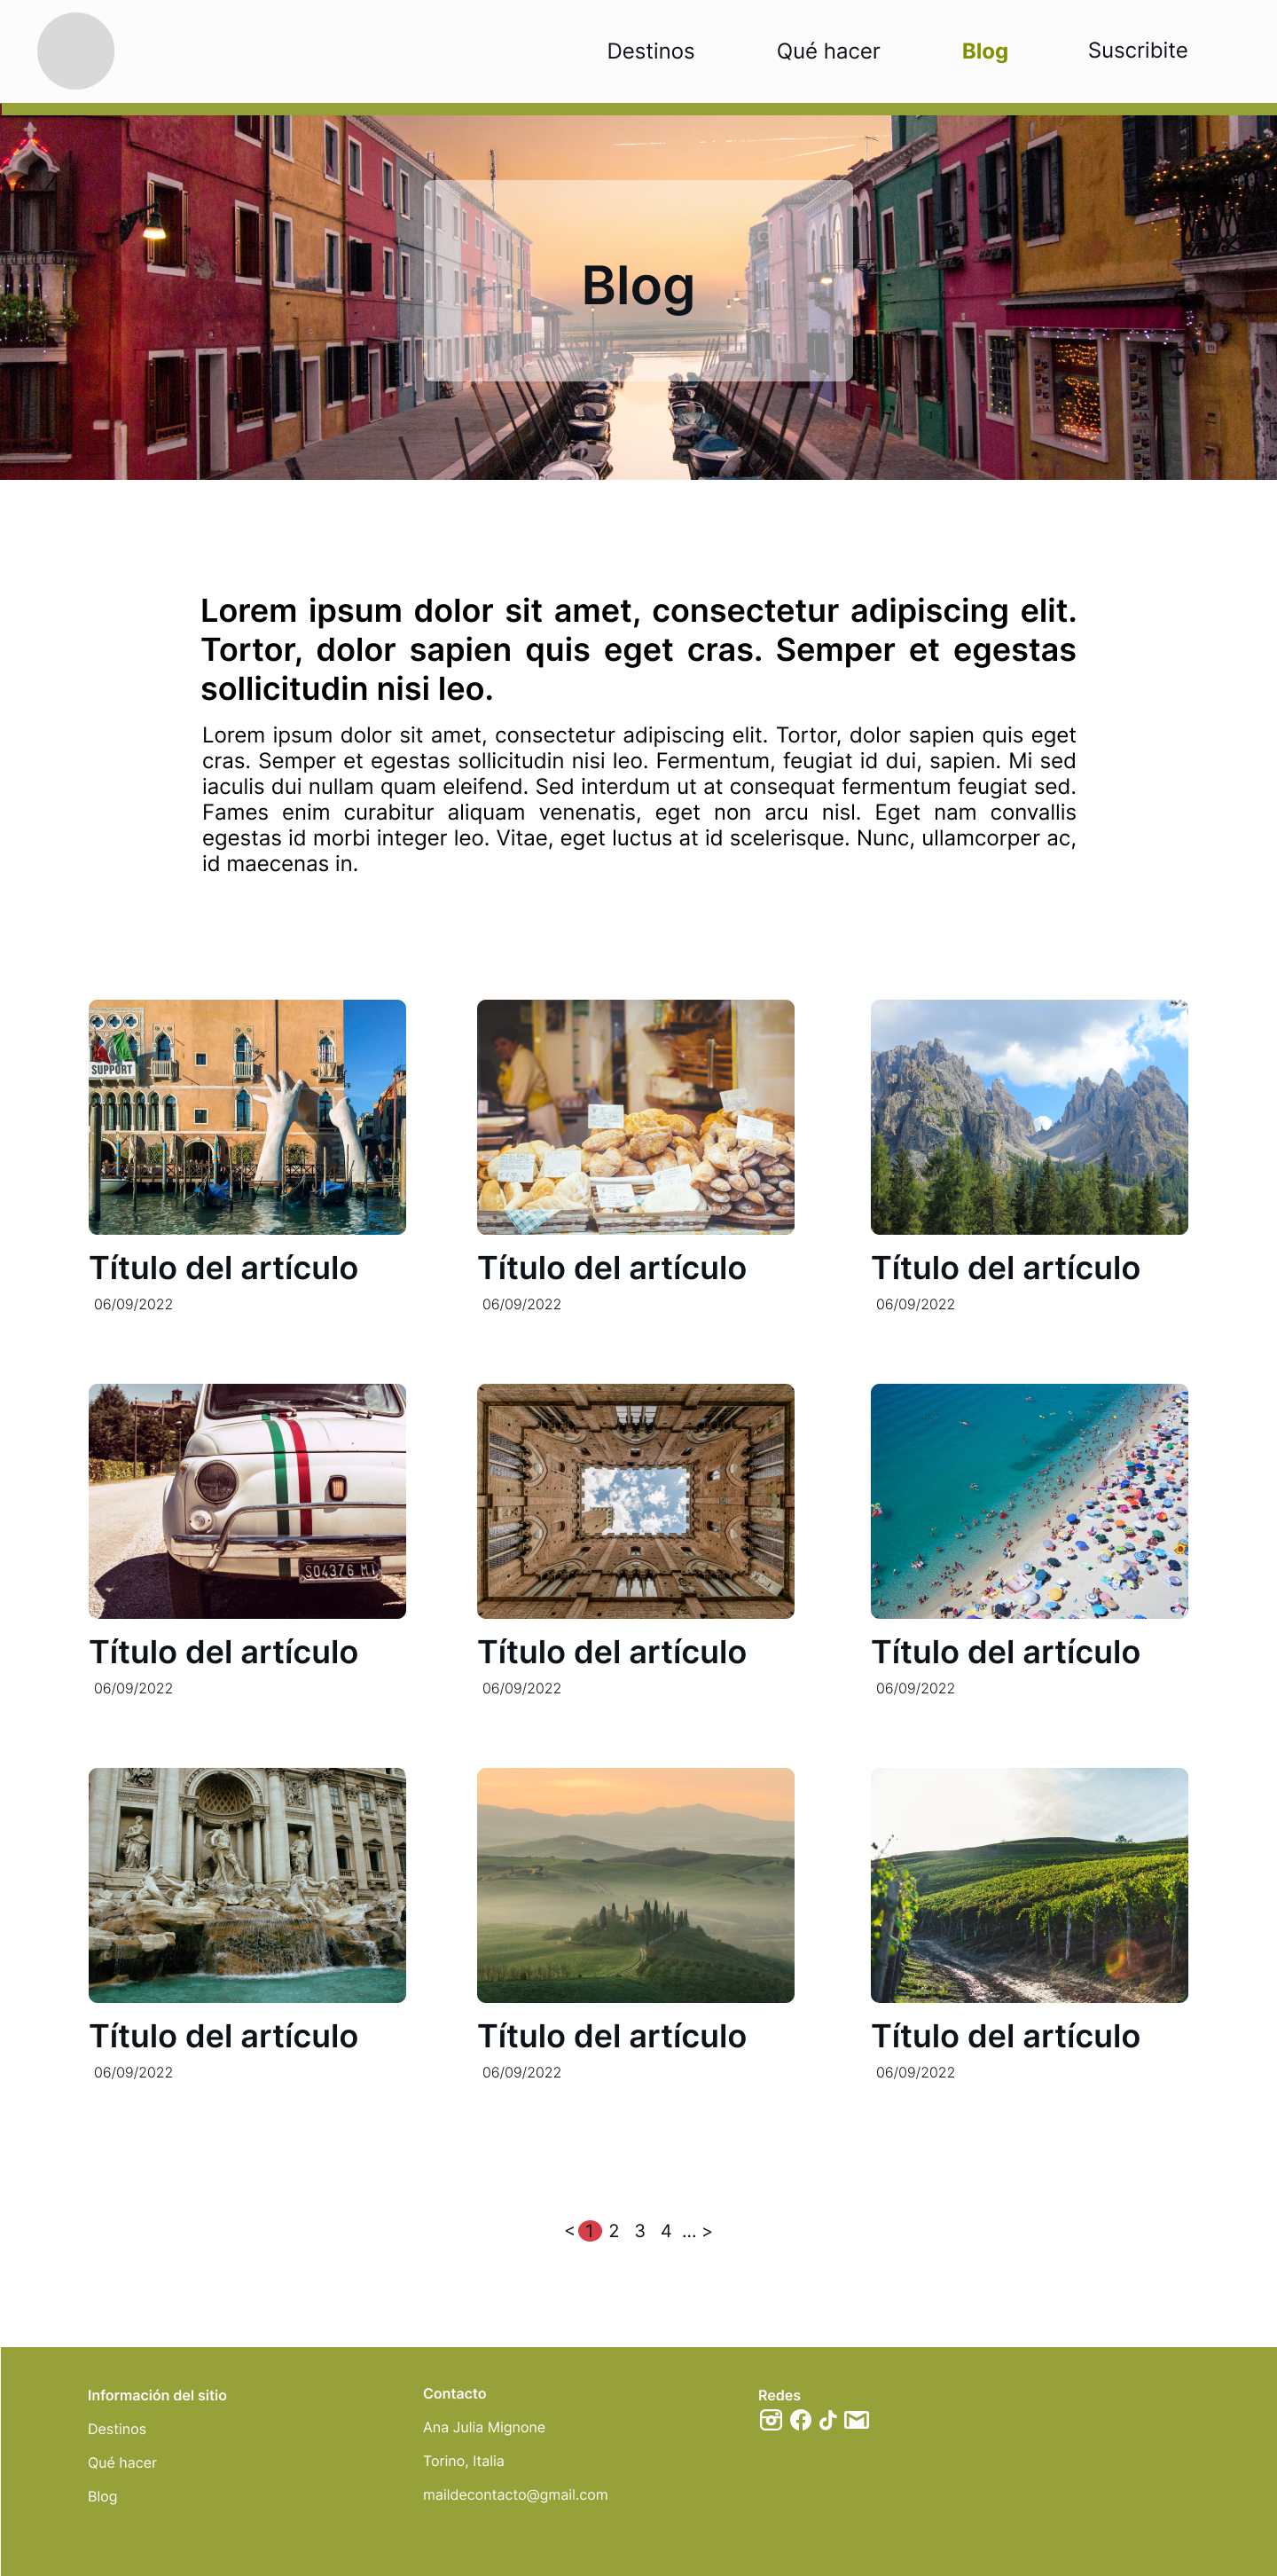 Destinos Qué hacer Blog Suscribite
Blog
Lorem ipsum dolor sit amet, consectetur adipiscing elit.
Tortor, dolor sapien quis eget cras. Semper et egestas
sollicitudin nisi leo.
Lorem ipsum dolor sit amet, consectetur adipiscing elit. Tortor, dolor sapien quis eget
cras. Semper et egestas sollicitudin nisi leo. Fermentum, feugiat id dui, sapien. Mi sed
iaculis dui nullam quam eleifend. Sed interdum ut at consequat fermentum feugiat sed.
Fames enim curabitur aliquam venenatis, eget non arcu nisl. Eget nam convallis
egestas id morbi integer leo. Vitae, eget luctus at id scelerisque. Nunc, ullamcorper ac,
id maecenas in.
SUPPORT
Título del artículo
06/09/2022
Título del artículo
06/09/2022
Título del artículo
06/09/2022
SO4376 MI
Título del artículo
06/09/2022
Título del artículo
06/09/2022
Título del artículo
06/09/2022
Título del artículo
06/09/2022
Título del artículo
06/09/2022
Título del artículo
06/09/2022
< 1 2 3 4 ... >
Información del sitio
Destinos
Qué hacer
Blog
Contacto
Ana Julia Mignone
Torino, Italia
maildecontacto@gmail.com
Redes